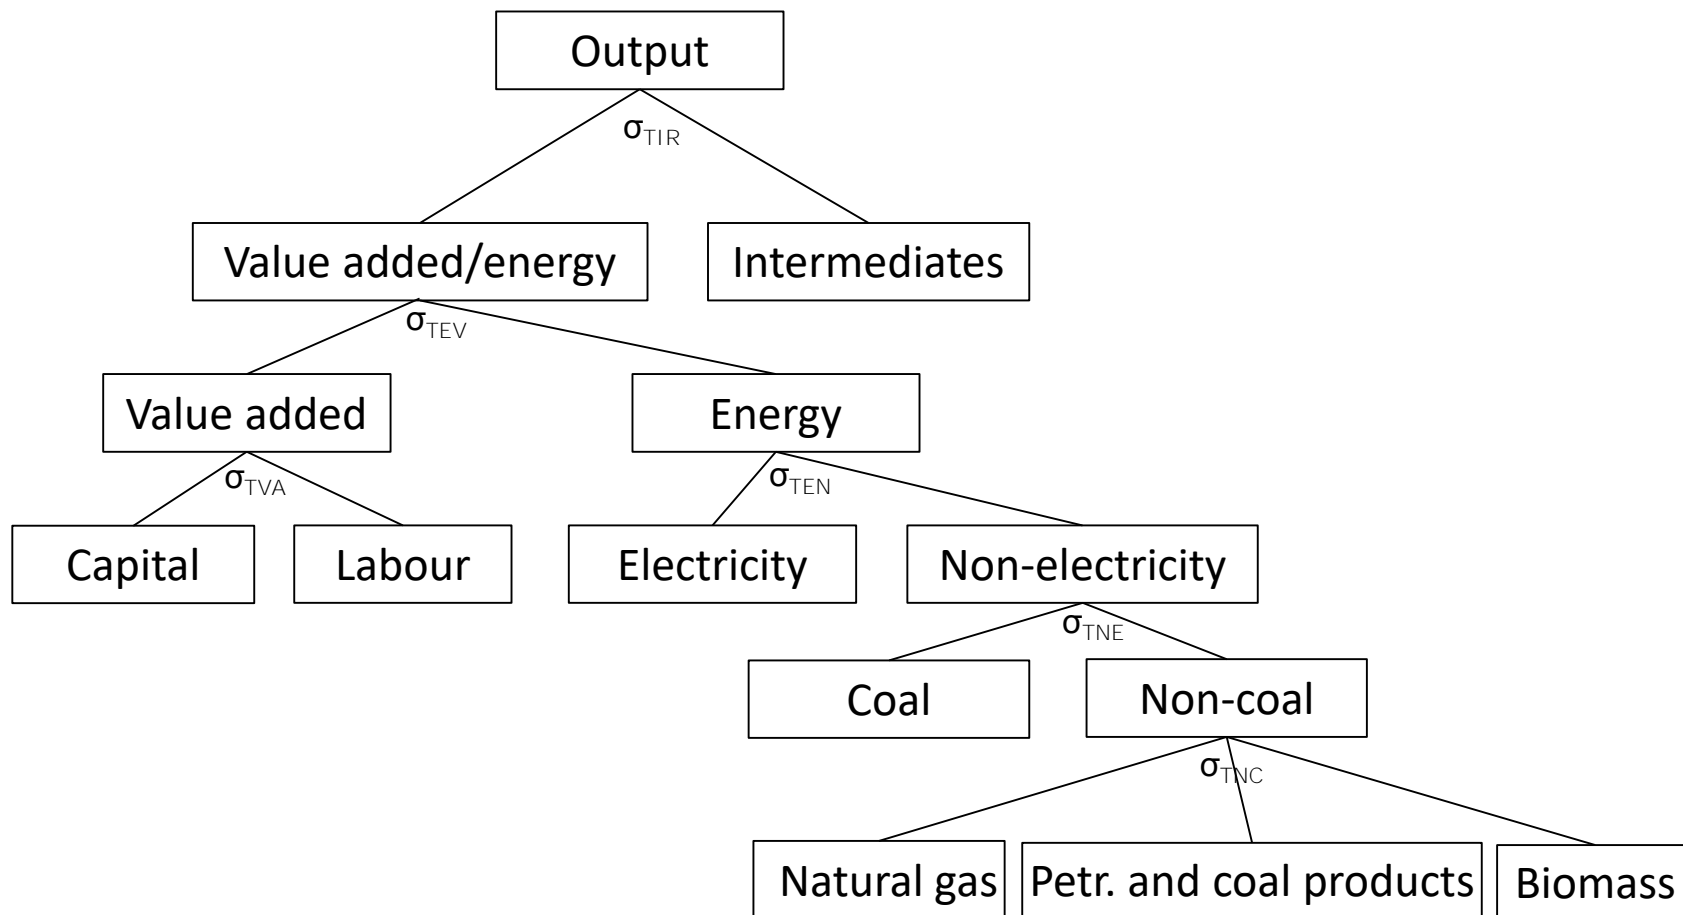 Output
σTIR
Value added/energy
Intermediates
σTEV
Value added
Energy
σTVA
σTEN
Capital
Labour
Electricity
Non-electricity
σTNE
Coal
Non-coal
σTNC
Natural gas
Petr. and coal products
Biomass